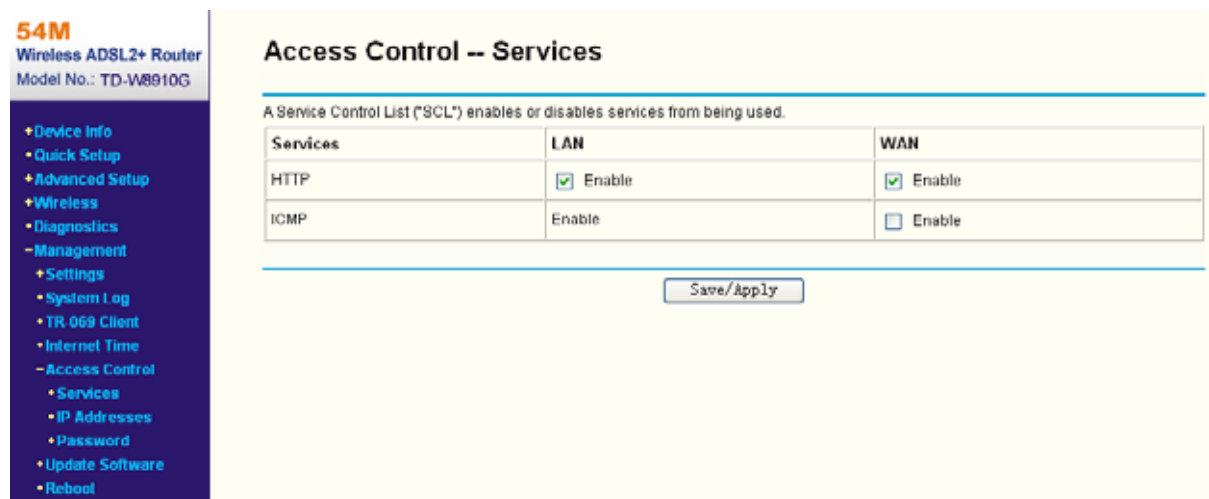 54M
Wireless ADSL2+ Router
Model No.: TD-W8910G
+Device Info
•Quick Setup
+Advanced Setup
+Wireless
•Diagnostics
−Management
+Settings
•System Log
•TR-069 Client
•Internet Time
−Access Control
•Services
•IP Addresses
•Password
•Update Software
•Reboot
Access Control -- Services
A Service Control List ("SCL") enables or disables services from being used.
Services LAN WAN
HTTP Enable Enable
ICMP Enable Enable
Save/Apply